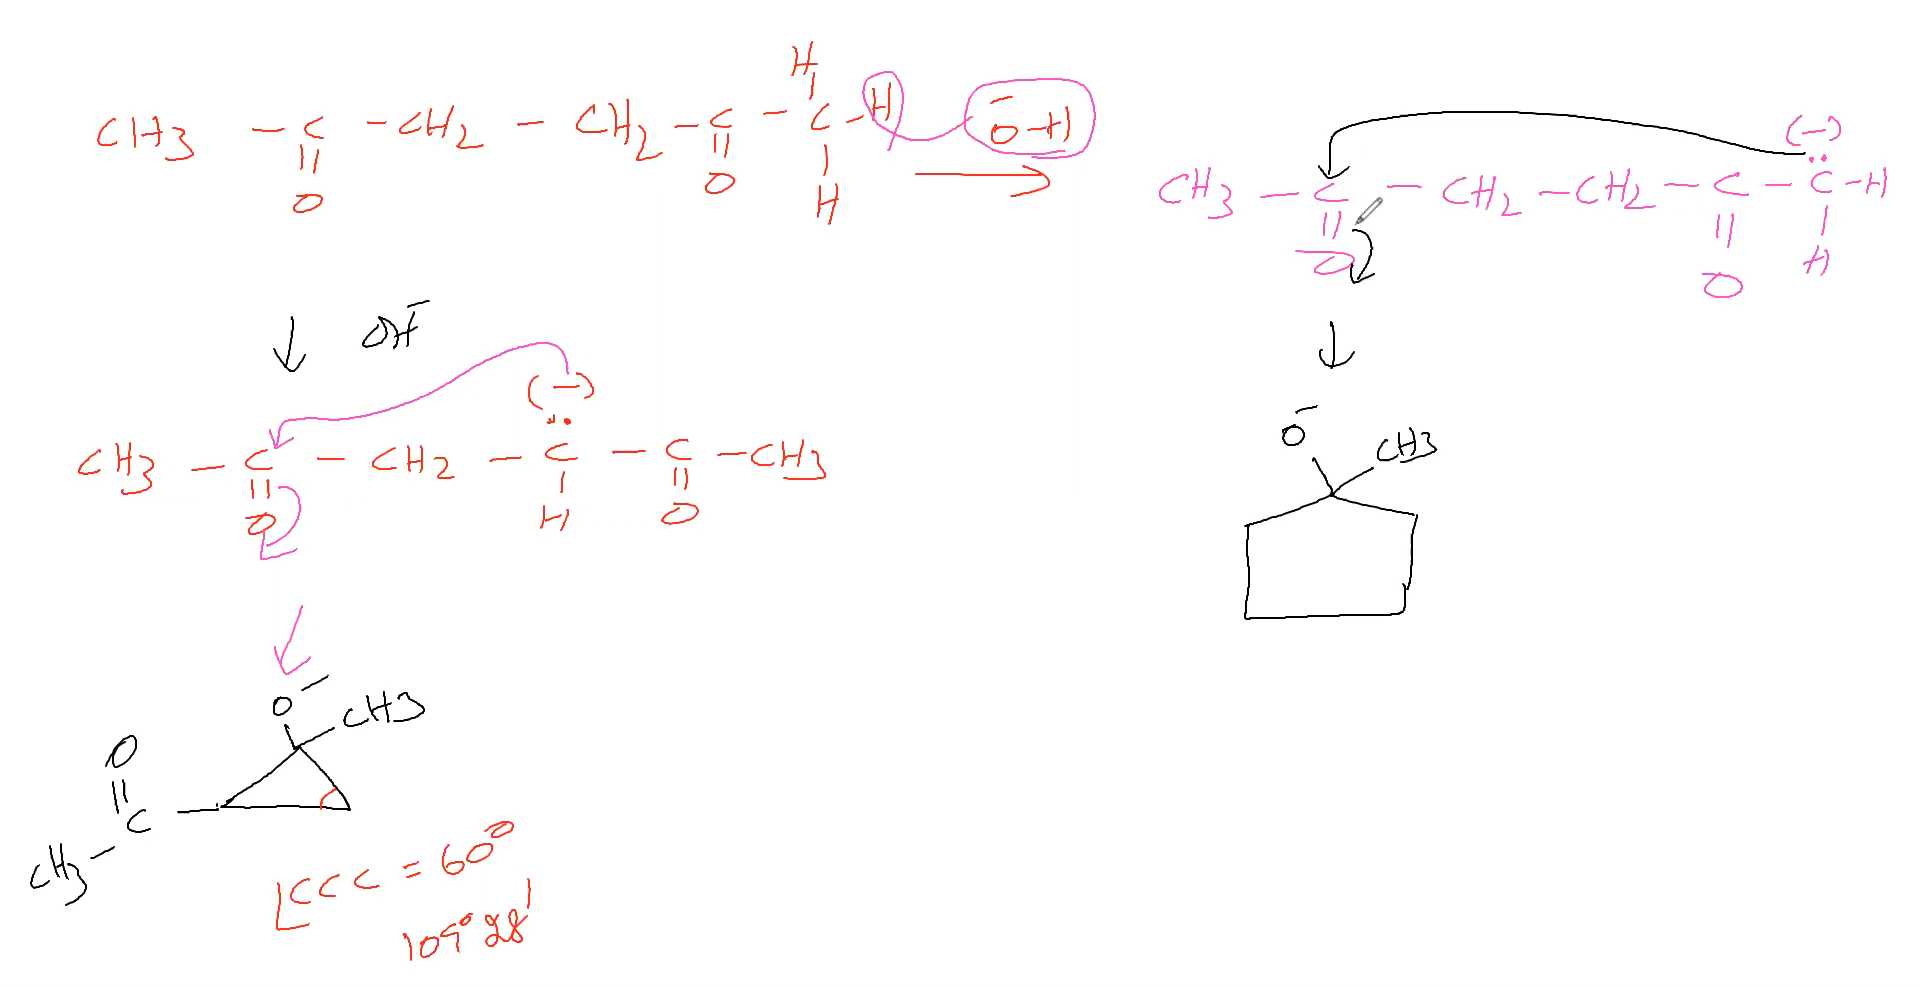 H
CH3 – C – CH2 – CH2 – C – C – H
|| || |
O O H
O⁻–H
(–)
CH3 – C – CH2 – CH2 – C – C̈ – H
|| || |
O O H
OH⁻
(–)
CH3 – C – CH2 – C̈ – C – CH3
|| | ||
O H O
O⁻ CH3
O⁻ CH3
O
||
C
CH3
∠CCC = 60°
109° 28'